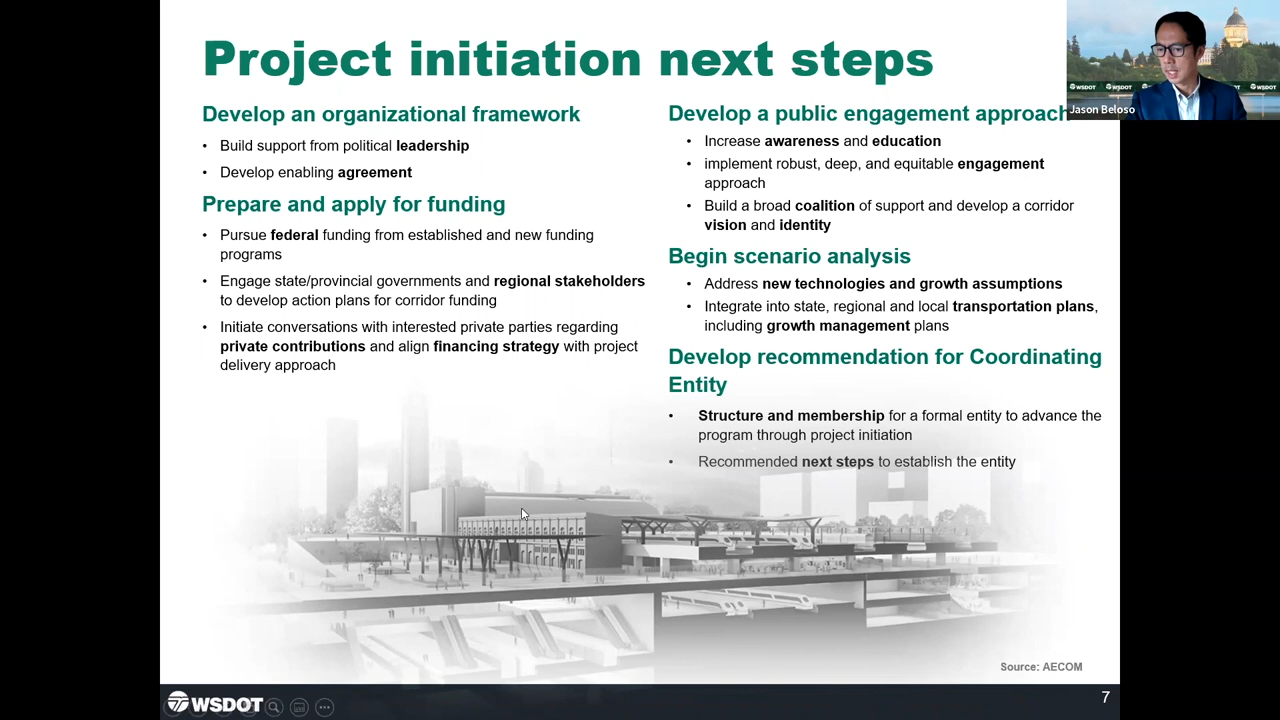 Project initiation next steps
Develop an organizational framework
• Build support from political leadership
• Develop enabling agreement
Prepare and apply for funding
• Pursue federal funding from established and new funding
programs
• Engage state/provincial governments and regional stakeholders
to develop action plans for corridor funding
• Initiate conversations with interested private parties regarding
private contributions and align financing strategy with project
delivery approach
Develop a public engagement approach
• Increase awareness and education
• implement robust, deep, and equitable engagement
approach
• Build a broad coalition of support and develop a corridor
vision and identity
Begin scenario analysis
• Address new technologies and growth assumptions
• Integrate into state, regional and local transportation plans,
including growth management plans
Develop recommendation for Coordinating
Entity
• Structure and membership for a formal entity to advance the
program through project initiation
• Recommended next steps to establish the entity
Source: AECOM
WSDOT
7
WSDOT
WSDOT
Jason Beloso